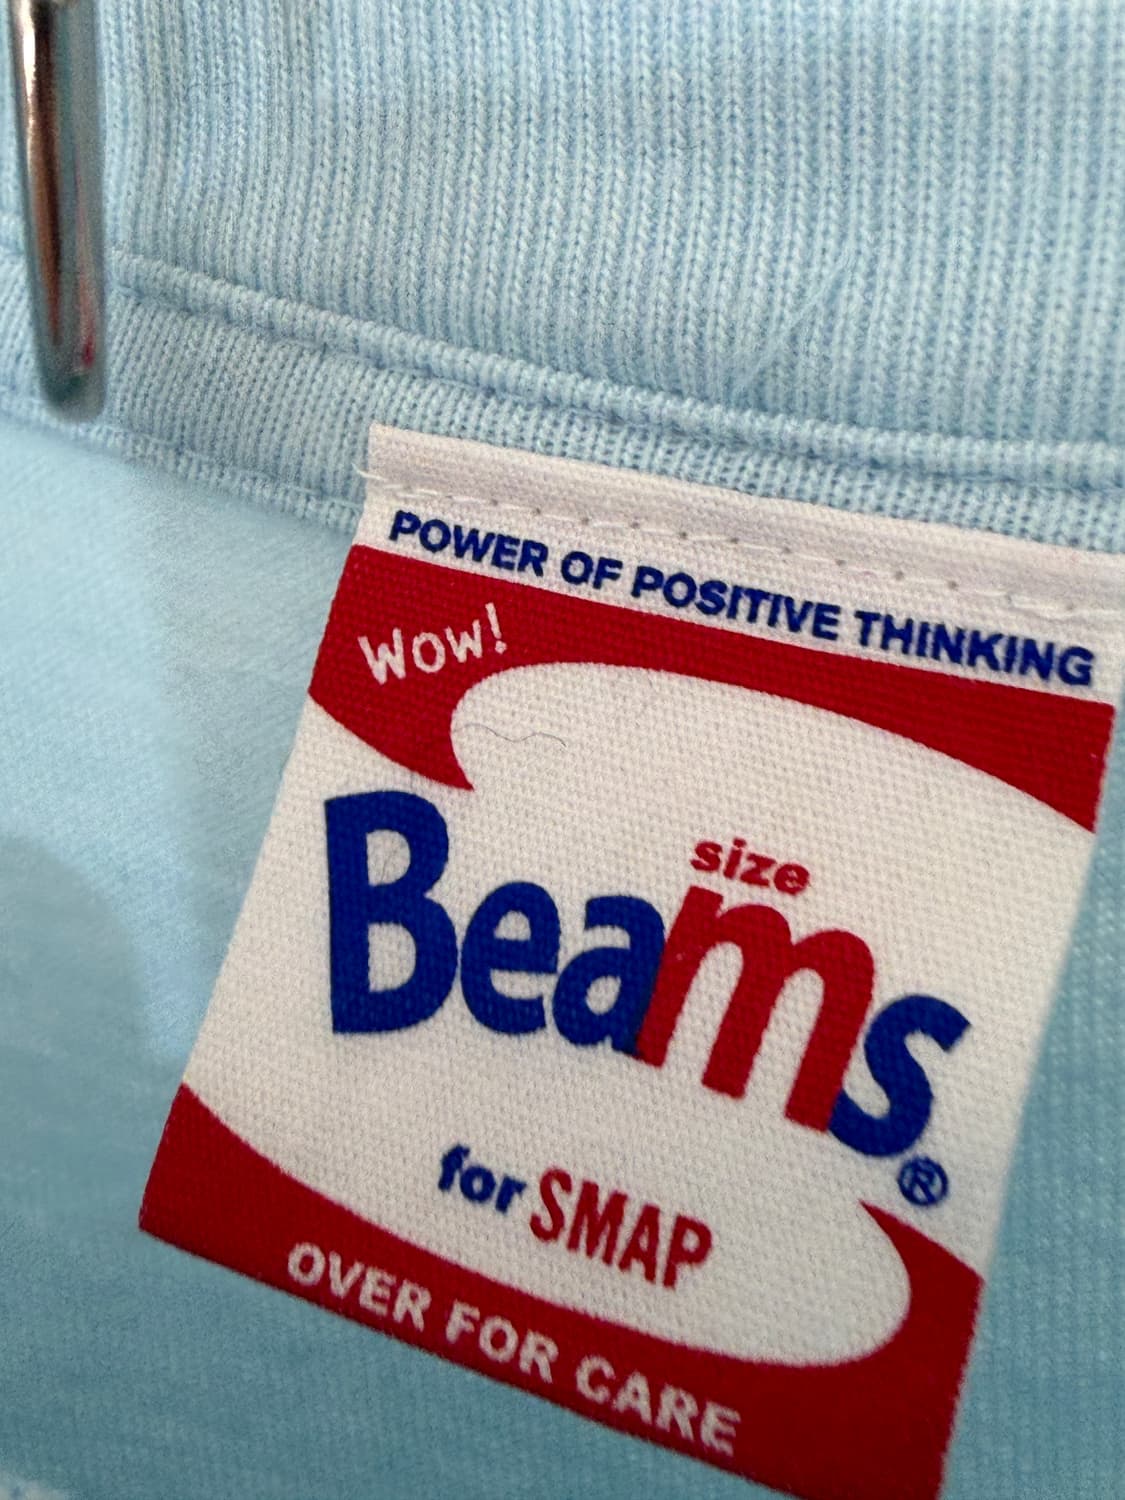 POWER OF POSITIVE THINKING
WOW!
size
Beams®
for SMAP
OVER FOR CARE